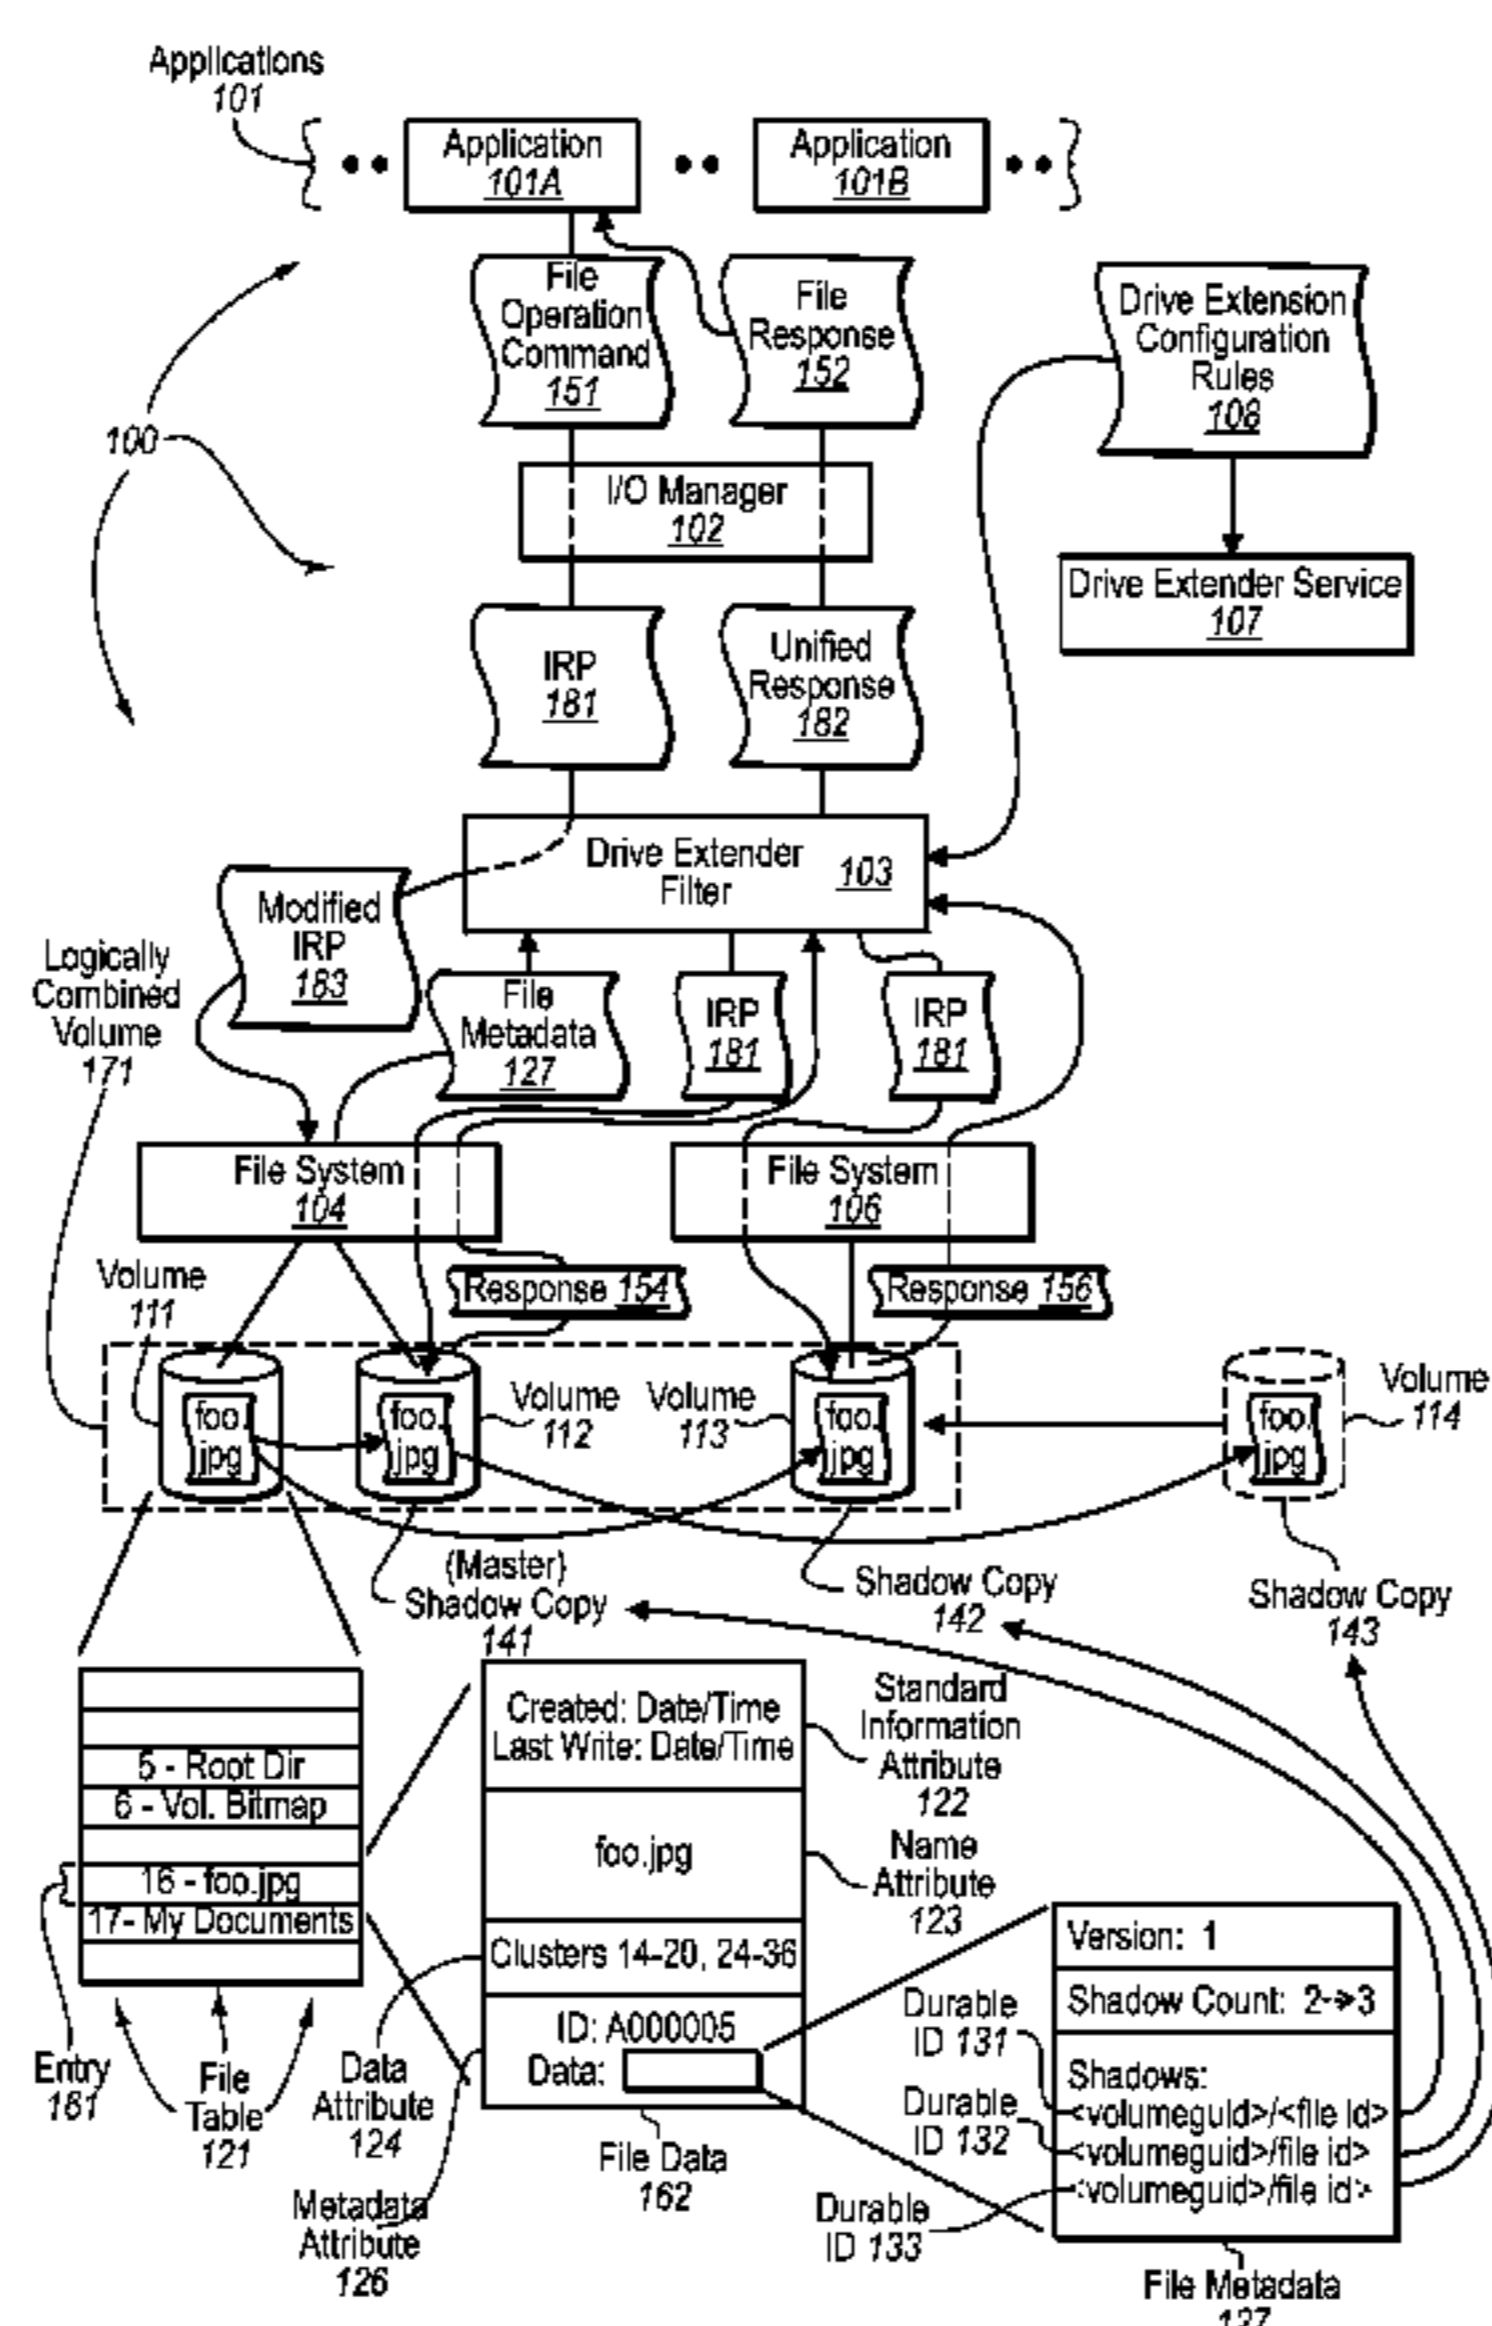 Applications
101
Application
101A
Application
101B
File
Operation
Command
151
File
Response
152
Drive Extension
Configuration
Rules
108
100
I/O Manager
102
Drive Extender Service
107
IRP
181
Unified
Response
182
Drive Extender
Filter
103
Modified
IRP
183
Logically
Combined
Volume
171
File
Metadata
127
IRP
181
IRP
181
File System
104
File System
106
Volume
111
Response 154
Response 156
foo.
jpg
foo.
jpg
Volume
112
Volume
113
foo.
jpg
foo.
jpg
Volume
114
(Master)
Shadow Copy
141
Shadow Copy
142
Shadow Copy
143
5 - Root Dir
6 - Vol. Bitmap
16 - foo.jpg
17- My Documents
Entry
161
File
Table
121
Created: Date/Time
Last Write: Date/Time
foo.jpg
Clusters 14-20, 24-36
ID: A000005
Data:
Standard
Information
Attribute
122
Name
Attribute
123
Data
Attribute
124
Metadata
Attribute
126
File Data
162
Version: 1
Shadow Count: 2->3
Shadows:
<volumeguid>/<file id>
<volumeguid>/file id>
<volumeguid>/file id>
Durable
ID 131
Durable
ID 132
Durable
ID 133
File Metadata
127